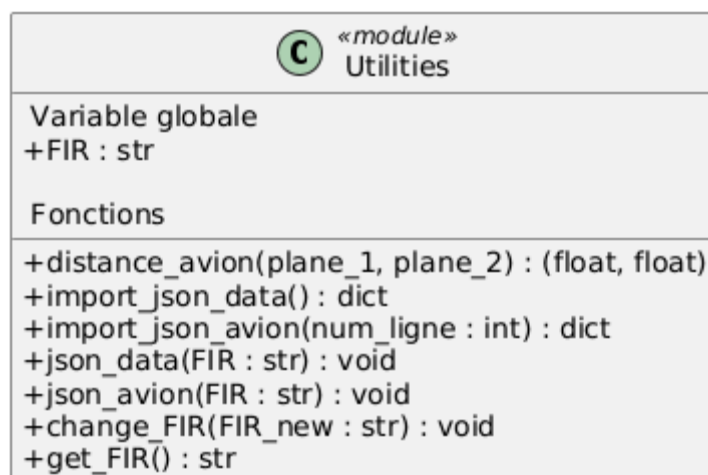 C
«module»
Utilities
Variable globale
+FIR : str
Fonctions
+distance_avion(plane_1, plane_2) : (float, float)
+import_json_data() : dict
+import_json_avion(num_ligne : int) : dict
+json_data(FIR : str) : void
+json_avion(FIR : str) : void
+change_FIR(FIR_new : str) : void
+get_FIR() : str